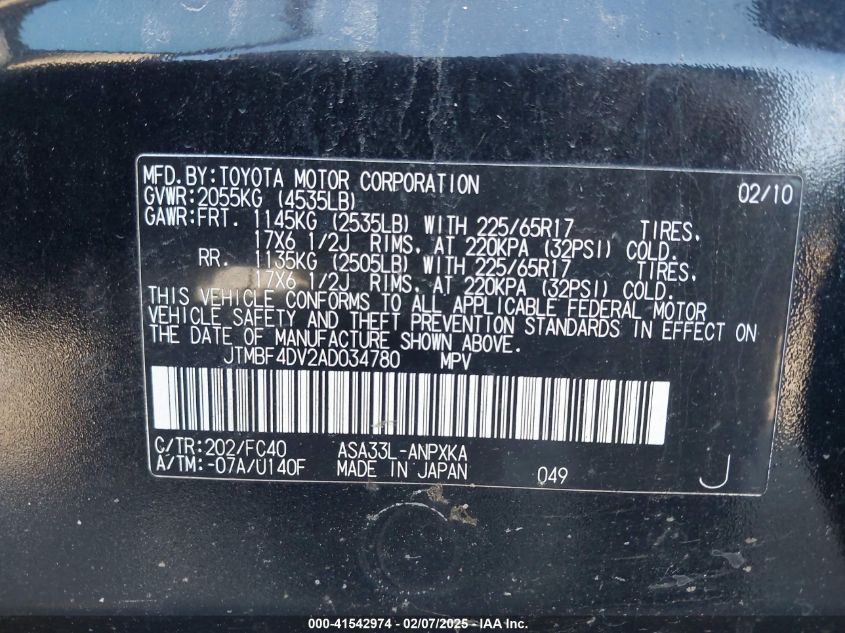 MFD.BY:TOYOTA MOTOR CORPORATION 02/10
GVWR:2055KG (4535LB)
GAWR:FRT. 1145KG (2535LB) WITH 225/65R17 TIRES,
17X6 1/2J RIMS. AT 220KPA (32PSI) COLD.
RR. 1135KG (2505LB) WITH 225/65R17 TIRES,
17X6 1/2J RIMS. AT 220KPA (32PSI) COLD.
THIS VEHICLE CONFORMS TO ALL APPLICABLE FEDERAL MOTOR
VEHICLE SAFETY AND THEFT PREVENTION STANDARDS IN EFFECT ON
THE DATE OF MANUFACTURE SHOWN ABOVE.
JTMBF4DV2AD034780 MPV
C/TR:202/FC40 ASA33L-ANPXKA
A/TM:-07A/U140F MADE IN JAPAN 049 J
000-41542974 - 02/07/2025 - IAA Inc.